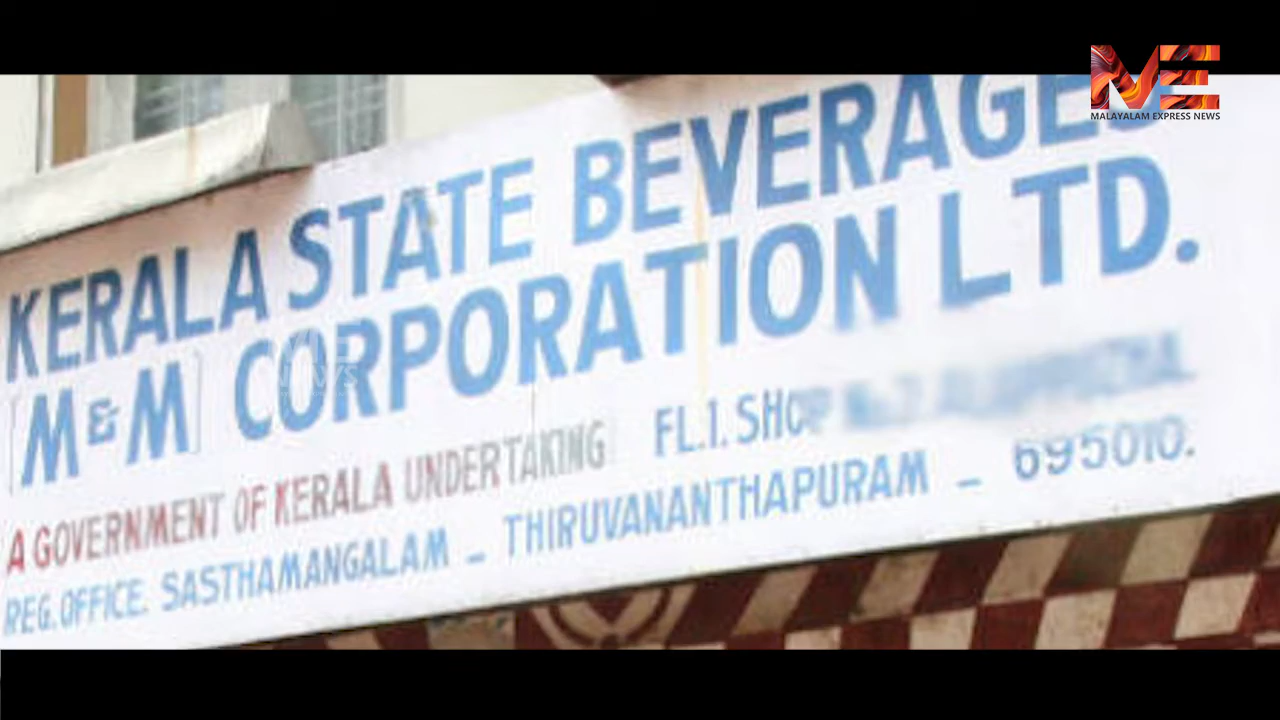 ME
MALAYALAM EXPRESS NEWS
KERALA STATE BEVERAGES
[M&M] CORPORATION LTD.
A GOVERNMENT OF KERALA UNDERTAKING FL.1. SHOP
REG. OFFICE. SASTHAMANGALAM – THIRUVANANTHAPURAM – 695010.